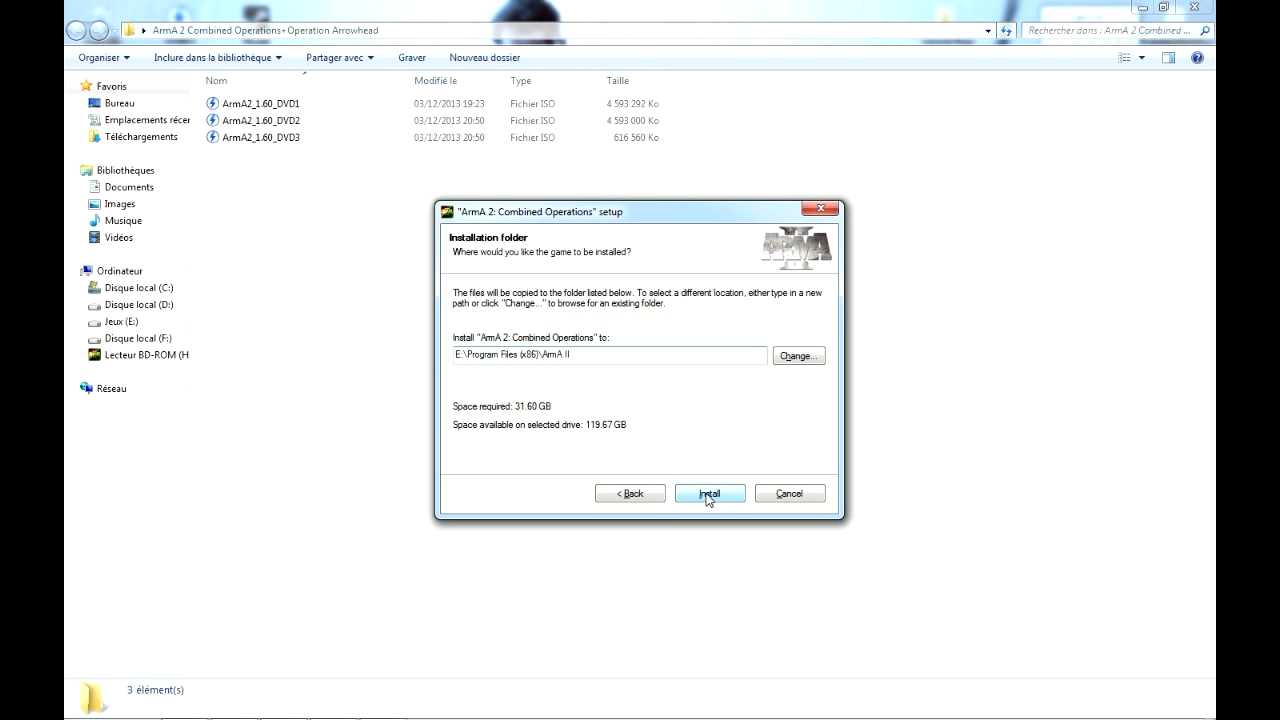 ArmA 2 Combined Operations+Operation Arrowhead
Rechercher dans : ArmA 2 Combined ...
Organiser
Inclure dans la bibliothèque
Partager avec
Graver
Nouveau dossier
Nom
Modifié le
Type
Taille
ArmA2_1.60_DVD1 03/12/2013 19:23 Fichier ISO 4 593 292 Ko
ArmA2_1.60_DVD2 03/12/2013 20:50 Fichier ISO 4 593 000 Ko
ArmA2_1.60_DVD3 03/12/2013 20:50 Fichier ISO 616 560 Ko
Favoris
Bureau
Emplacements récer
Téléchargements
Bibliothèques
Documents
Images
Musique
Vidéos
Ordinateur
Disque local (C:)
Disque local (D:)
Jeux (E:)
Disque local (F:)
Lecteur BD-ROM (H
Réseau
"ArmA 2: Combined Operations" setup
Installation folder
Where would you like the game to be installed?
ARMA II
The files will be copied to the folder listed below. To select a different location, either type in a new
path or click "Change..." to browse for an existing folder.
Install "ArmA 2: Combined Operations" to:
E:\Program Files (x86)\ArmA II
Change...
Space required: 31.60 GB
Space available on selected drive: 119.67 GB
< Back
Install
Cancel
3 élément(s)